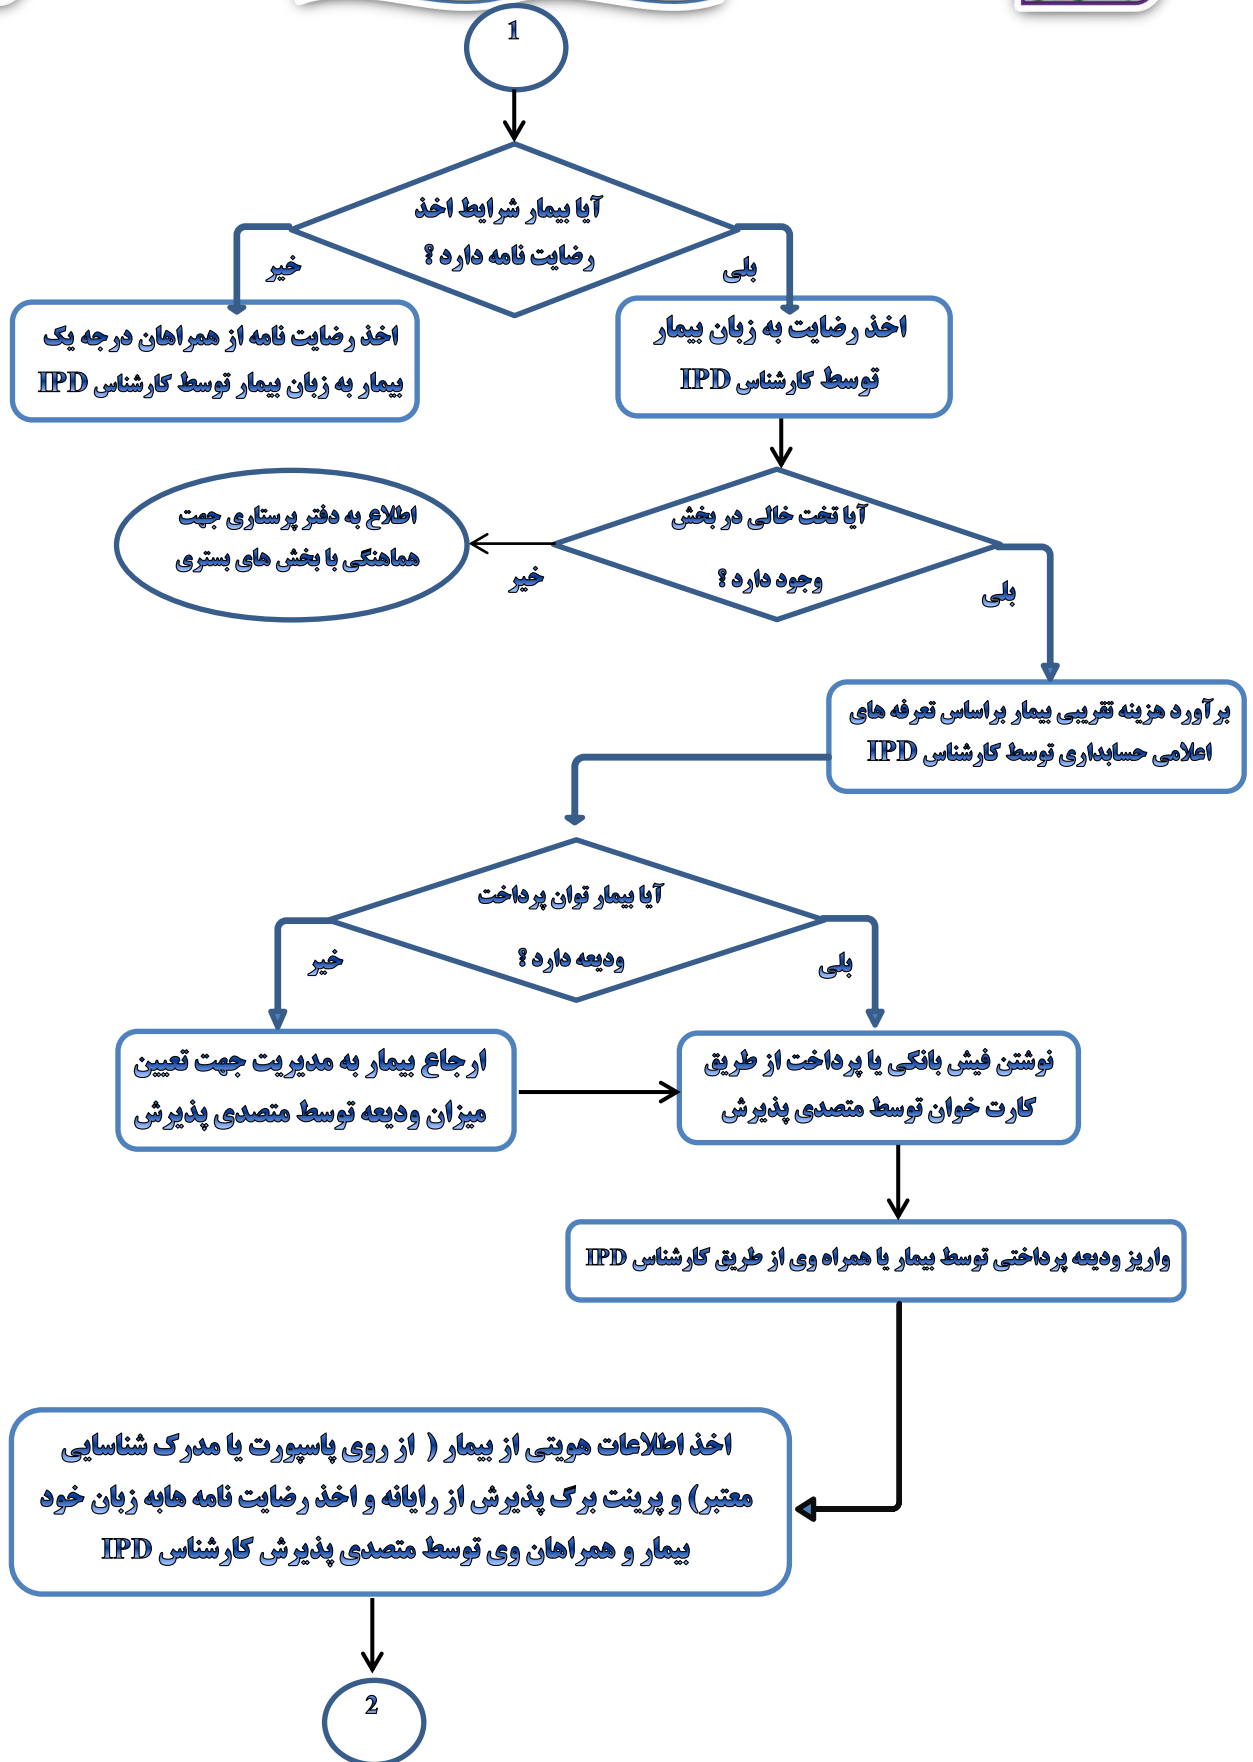 1
آیا بیمار شرایط اخذ
رضایت نامه دارد ؟
بلی
خیر
اخذ رضایت به زبان بیمار
توسط کارشناس IPD
اخذ رضایت نامه از همراهان درجه یک
بیمار به زبان بیمار توسط کارشناس IPD
آیا تخت خالی در بخش
وجود دارد ؟
بلی
خیر
اطلاع به دفتر پرستاری جهت
هماهنگی با بخش های بستری
برآورد هزینه تقریبی بیمار براساس تعرفه های
اعلامی حسابداری توسط کارشناس IPD
آیا بیمار توان پرداخت
ودیعه دارد ؟
بلی
خیر
نوشتن فیش بانکی یا پرداخت از طریق
کارت خوان توسط متصدی پذیرش
ارجاع بیمار به مدیریت جهت تعیین
میزان ودیعه توسط متصدی پذیرش
واریز ودیعه پرداختی توسط بیمار یا همراه وی از طریق کارشناس IPD
اخذ اطلاعات هویتی از بیمار ( از روی پاسپورت یا مدرک شناسایی
معتبر) و پرینت برگ پذیرش از رایانه و اخذ رضایت نامه هابه زبان خود
بیمار و همراهان وی توسط متصدی پذیرش کارشناس IPD
2